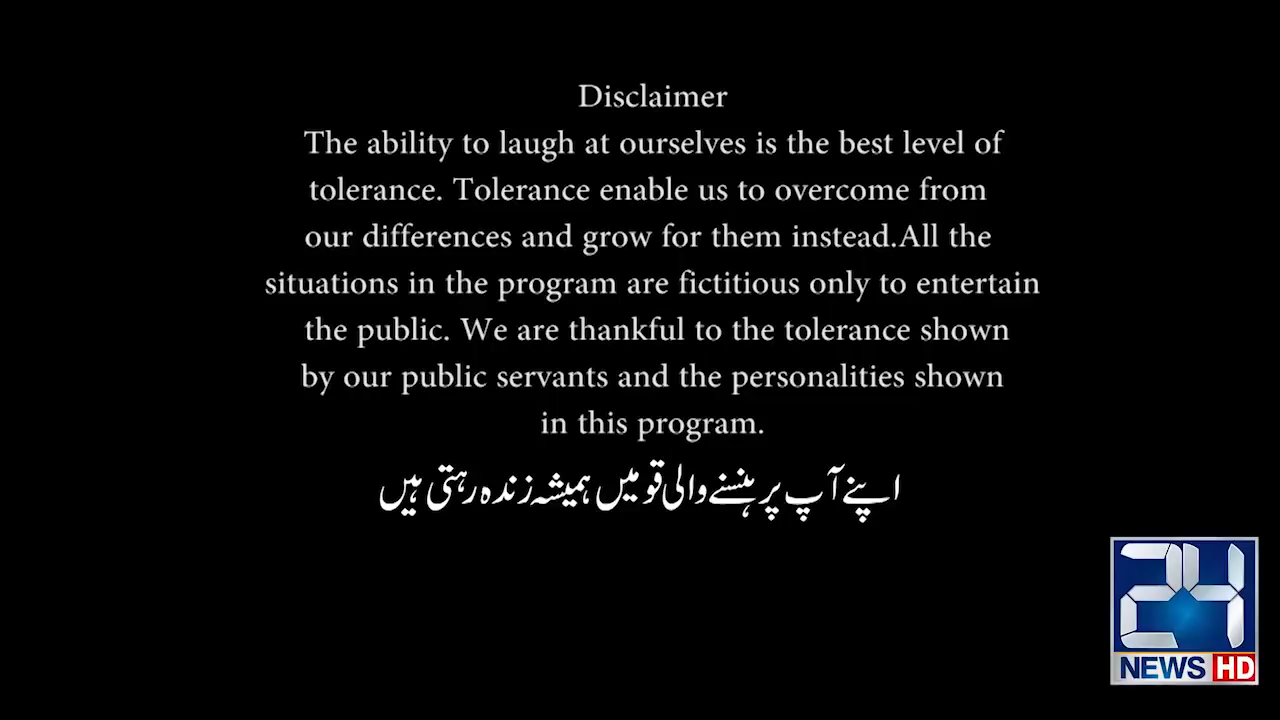 Disclaimer
The ability to laugh at ourselves is the best level of
tolerance. Tolerance enable us to overcome from
our differences and grow for them instead.All the
situations in the program are fictitious only to entertain
the public. We are thankful to the tolerance shown
by our public servants and the personalities shown
in this program.
اپنے آپ پر ہنسنے والی قومیں ہمیشہ زندہ رہتی ہیں
24
NEWS HD